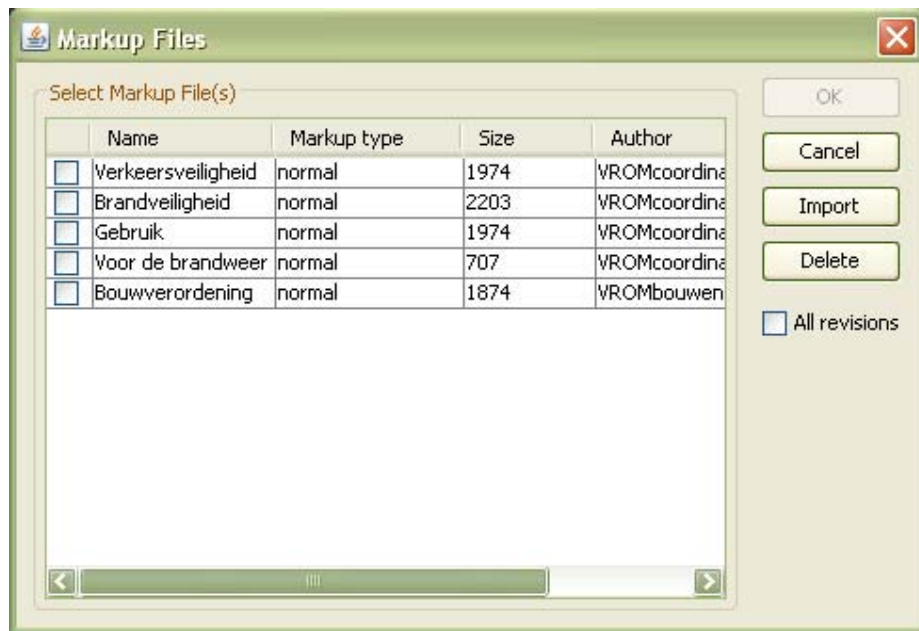 Markup Files
Select Markup File(s)
Name Markup type Size Author
Verkeersveiligheid normal 1974 VROMcoordina
Brandveiligheid normal 2203 VROMcoordina
Gebruik normal 1974 VROMcoordina
Voor de brandweer normal 707 VROMcoordina
Bouwverordening normal 1874 VROMbouwen
OK
Cancel
Import
Delete
All revisions